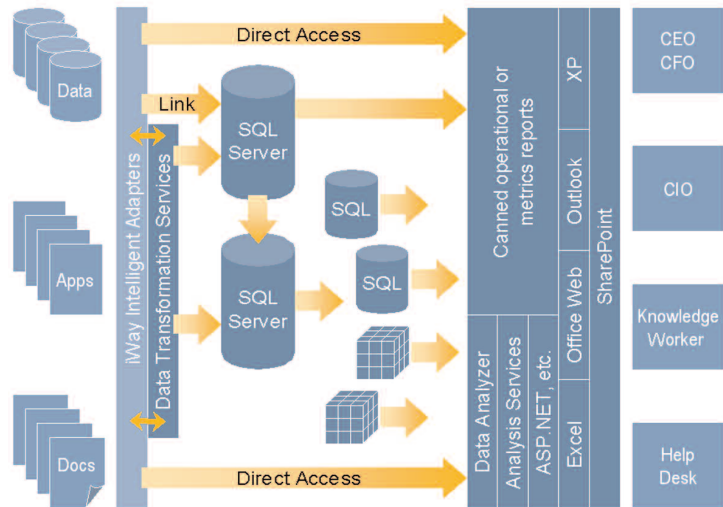 Data
Apps
Docs
iWay Intelligent Adapters
Data Transformation Services
Direct Access
Link
SQL
Server
SQL
Server
SQL
SQL
Direct Access
Canned operational or
metrics reports
Data Analyzer
Analysis Services
ASP.NET, etc.
XP
Outlook
Office Web
Excel
SharePoint
CEO
CFO
CIO
Knowledge
Worker
Help
Desk